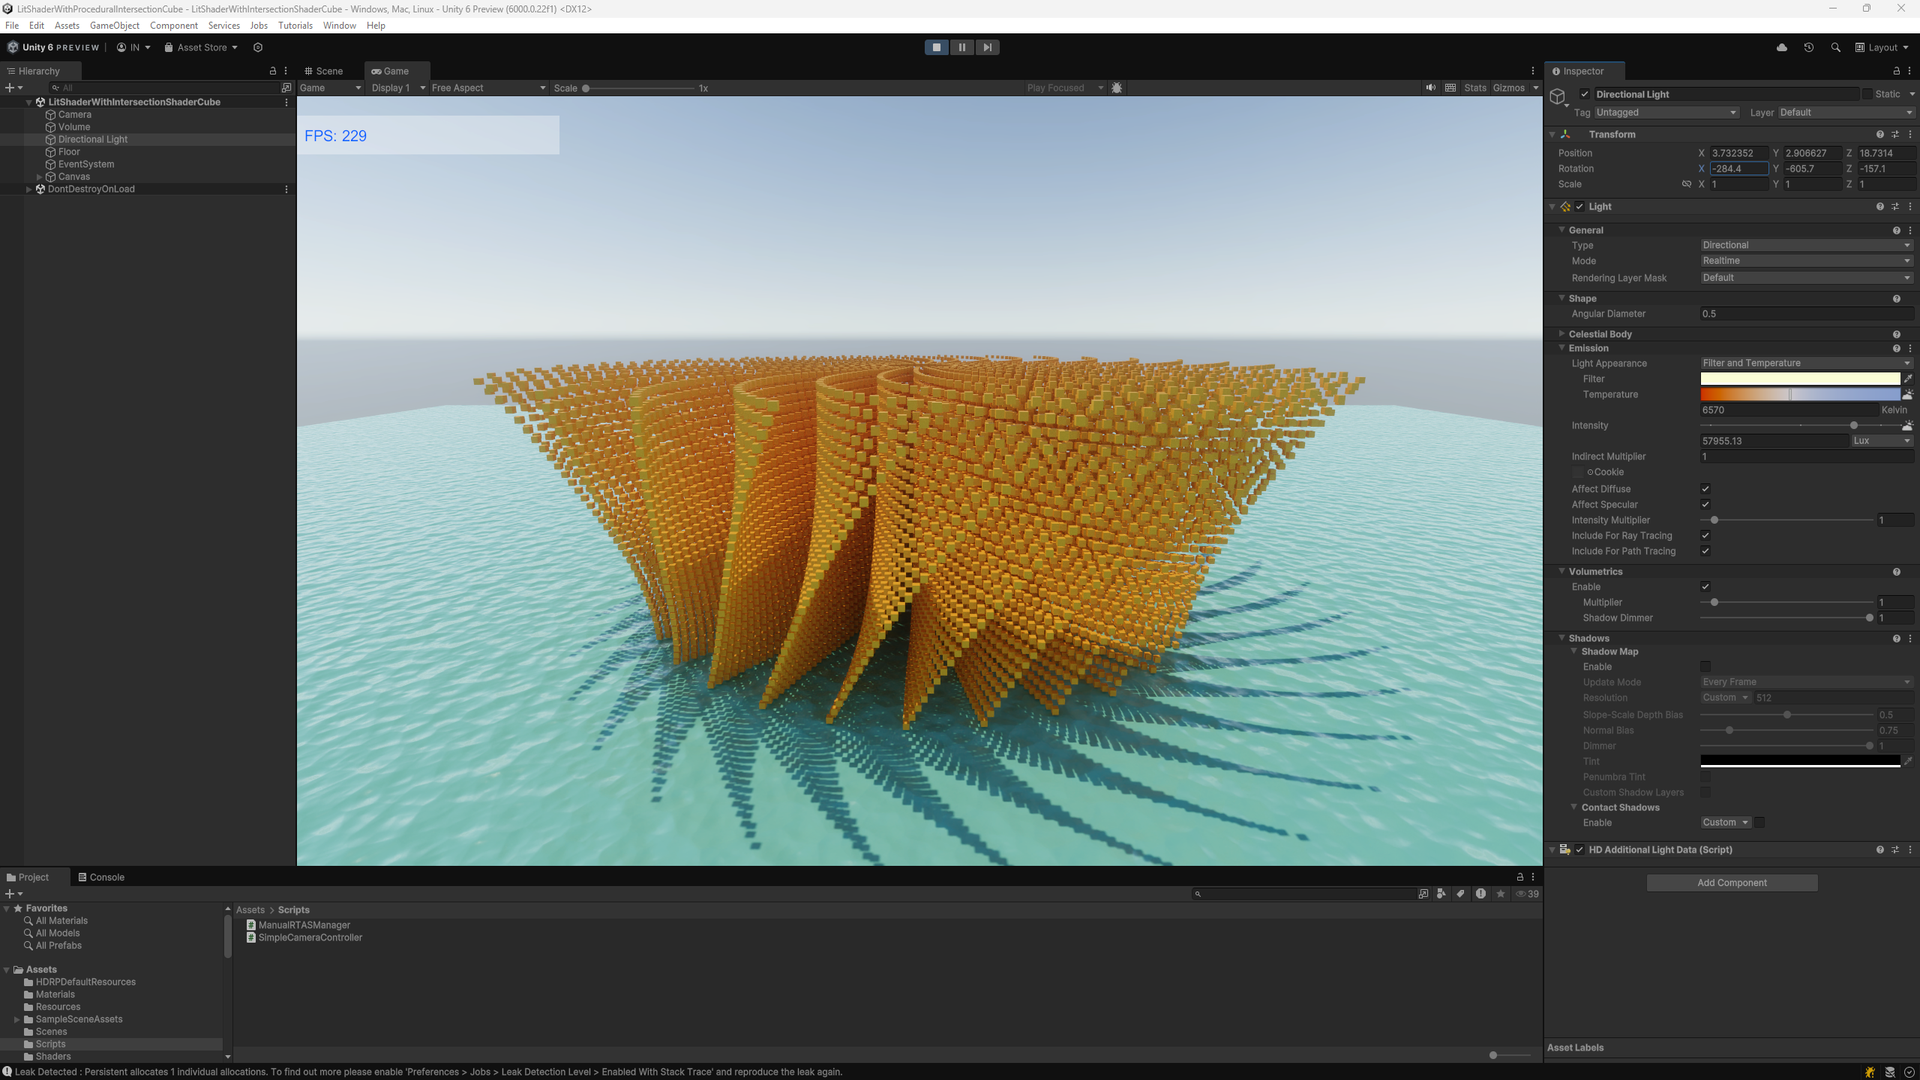 LitShaderWithProceduralIntersectionCube - LitShaderWithIntersectionShaderCube - Windows, Mac, Linux - Unity 6 Preview (6000.0.22f1) <DX12>
File Edit Assets GameObject Component Services Jobs Tutorials Window Help
Unity 6 PREVIEW IN Asset Store Layout
Hierarchy
All
LitShaderWithIntersectionShaderCube
Camera
Volume
Directional Light
Floor
EventSystem
Canvas
DontDestroyOnLoad
Scene Game
Game Display 1 Free Aspect Scale 1x Play Focused Stats Gizmos
FPS: 229
Inspector
Directional Light Static
Tag Untagged Layer Default
Transform
Position X 3.732352 Y 2.906627 Z 18.7314
Rotation X -284.4 Y -605.7 Z -157.1
Scale X 1 Y 1 Z 1
Light
General
Type Directional
Mode Realtime
Rendering Layer Mask Default
Shape
Angular Diameter 0.5
Celestial Body
Emission
Light Appearance Filter and Temperature
Filter
Temperature
6570 Kelvin
Intensity
57955.13 Lux
Indirect Multiplier 1
Cookie
Affect Diffuse
Affect Specular
Intensity Multiplier 1
Include For Ray Tracing
Include For Path Tracing
Volumetrics
Enable
Multiplier 1
Shadow Dimmer 1
Shadows
Shadow Map
Enable
Update Mode Every Frame
Resolution Custom 512
Slope-Scale Depth Bias 0.5
Normal Bias 0.75
Dimmer 1
Tint
Penumbra Tint
Custom Shadow Layers
Contact Shadows
Enable Custom
HD Additional Light Data (Script)
Add Component
Asset Labels
Project Console
39
Favorites
All Materials
All Models
All Prefabs
Assets
HDRPDefaultResources
Materials
Resources
SampleSceneAssets
Scenes
Scripts
Shaders
Assets > Scripts
ManualRTASManager
SimpleCameraController
Leak Detected : Persistent allocates 1 individual allocations. To find out more please enable 'Preferences > Jobs > Leak Detection Level > Enabled With Stack Trace' and reproduce the leak again.